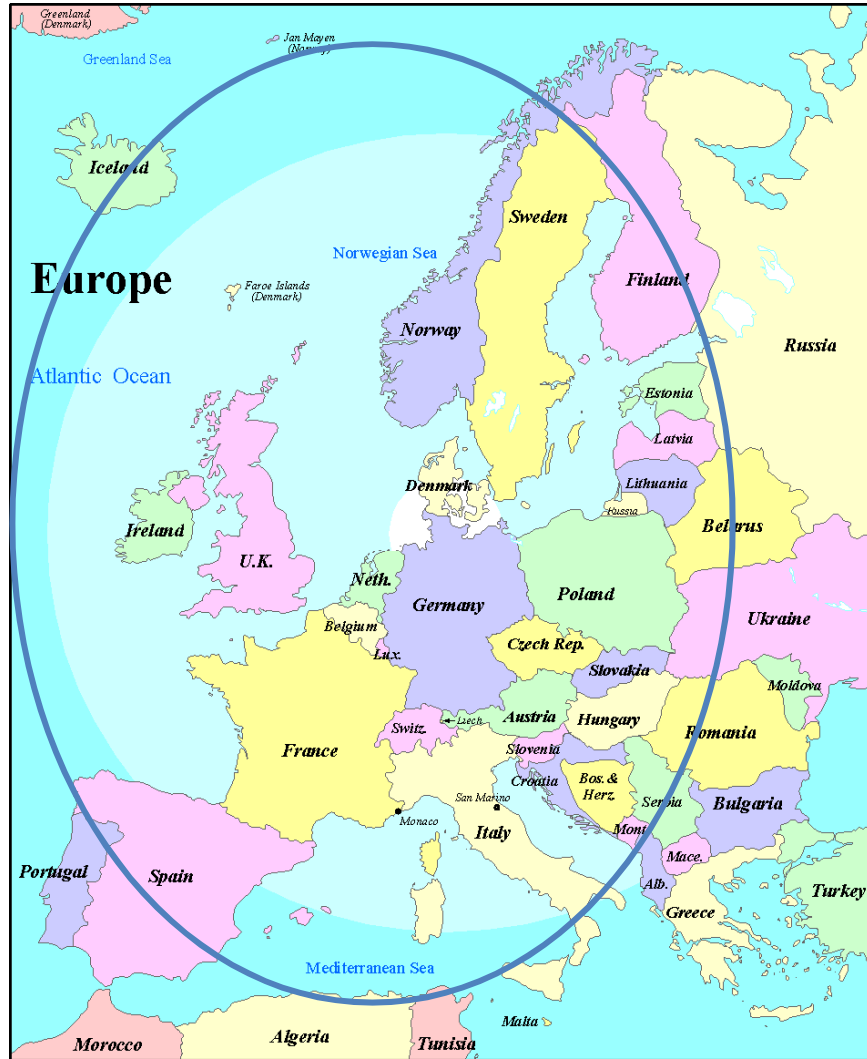 Greenland
(Denmark)
Jan Mayen
(Norway)
Greenland Sea
Iceland
Sweden
Norwegian Sea
Europe
Faroe Islands
(Denmark)
Finland
Norway
Russia
Atlantic Ocean
Estonia
Latvia
Denmark
Lithuania
Russia
Belarus
Ireland
U.K.
Neth.
Germany
Poland
Belgium
Ukraine
Czech Rep.
Lux.
Slovakia
Moldova
Liech
Austria
Hungary
Switz.
Romania
France
Slovenia
Croatia
Bos. &
Herz.
San Marino
Serbia
Bulgaria
Monaco
Italy
Mont.
Mace.
Portugal
Spain
Alb.
Turkey
Greece
Mediterranean Sea
Malta
Algeria
Morocco
Tunisia